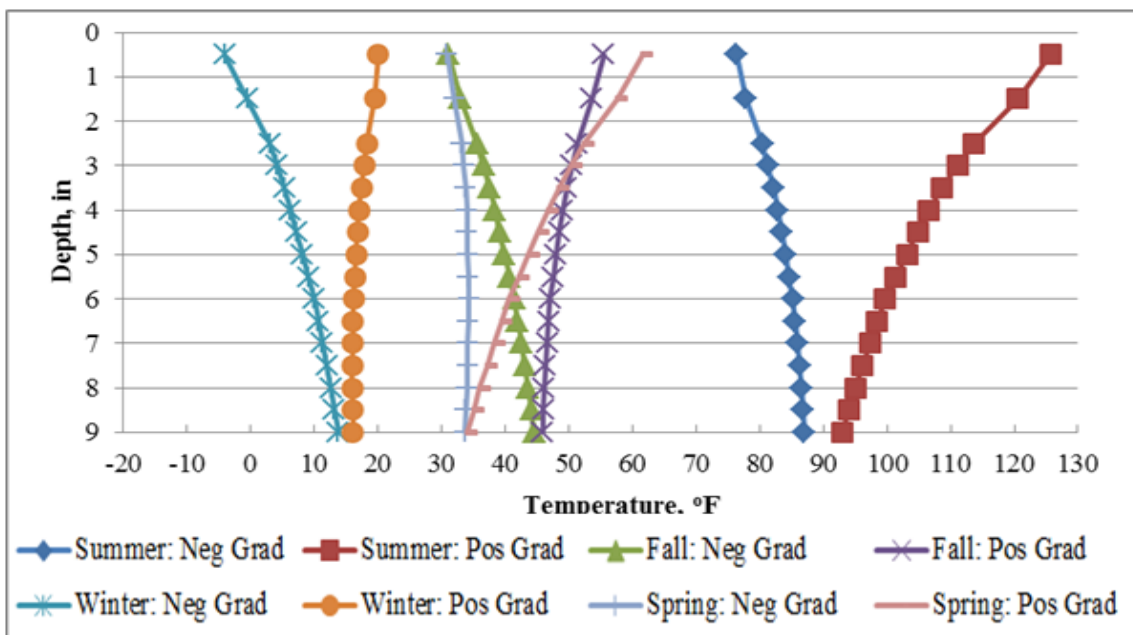 0
1
2
3
4
5
6
7
8
9
Depth, in
-20 -10 0 10 20 30 40 50 60 70 80 90 100 110 120 130
Temperature, °F
Summer: Neg Grad Summer: Pos Grad Fall: Neg Grad Fall: Pos Grad
Winter: Neg Grad Winter: Pos Grad Spring: Neg Grad Spring: Pos Grad